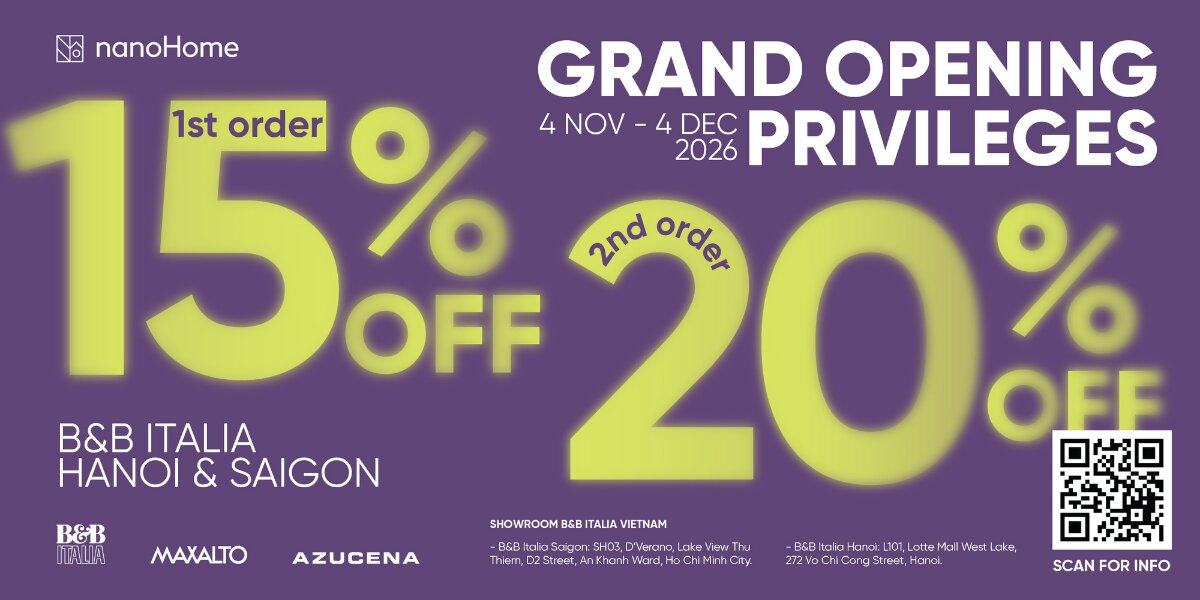 nanoHome
GRAND OPENING
4 NOV - 4 DEC
2026
PRIVILEGES
1st order
15%
OFF
2nd order
20%
OFF
B&B ITALIA
HANOI & SAIGON
B&B
ITALIA
MAXALTO
AZUCENA
SHOWROOM B&B ITALIA VIETNAM
- B&B Italia Saigon: SH03, D'Verano, Lake View Thu
Thiern, D2 Street, An Khanh Ward, Ho Chi Minh City.
- B&B Italia Hanoi: L101, Lotte Mall West Lake,
272 Vo Chi Cong Street, Hanoi.
SCAN FOR INFO